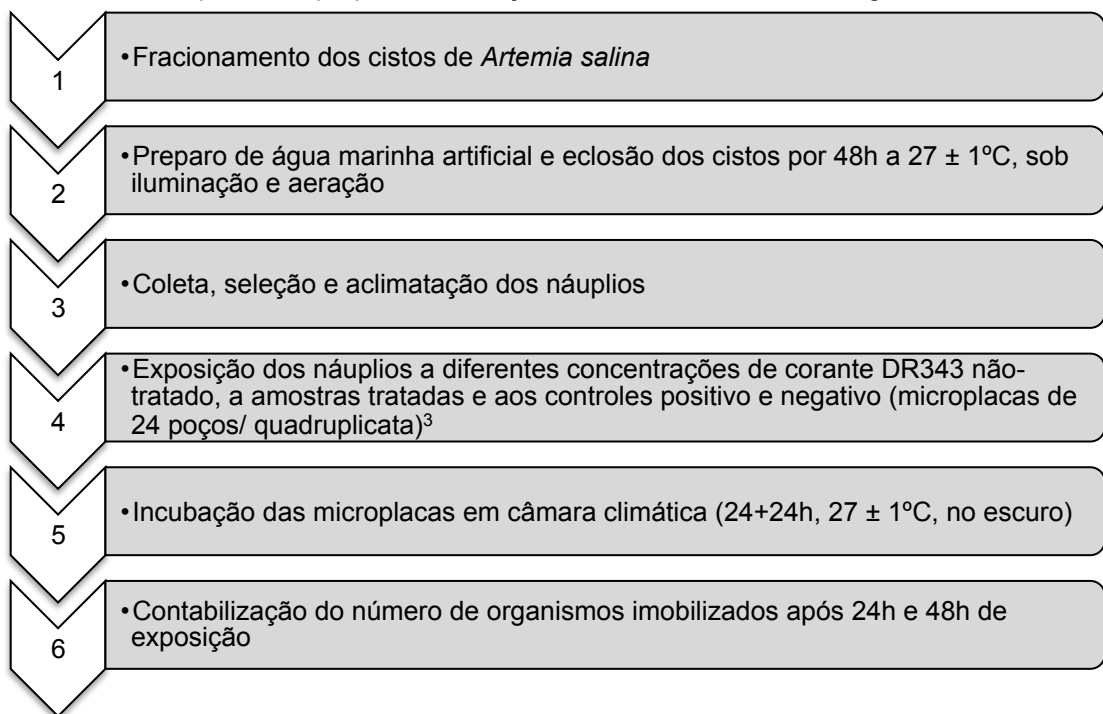 1
•Fracionamento dos cistos de Artemia salina
2
•Preparo de água marinha artificial e eclosão dos cistos por 48h a 27 ± 1ºC, sob
iluminação e aeração
3
•Coleta, seleção e aclimatação dos náuplios
4
•Exposição dos náuplios a diferentes concentrações de corante DR343 não-
tratado, a amostras tratadas e aos controles positivo e negativo (microplacas de
24 poços/ quadruplicata)³
5
•Incubação das microplacas em câmara climática (24+24h, 27 ± 1ºC, no escuro)
6
•Contabilização do número de organismos imobilizados após 24h e 48h de
exposição